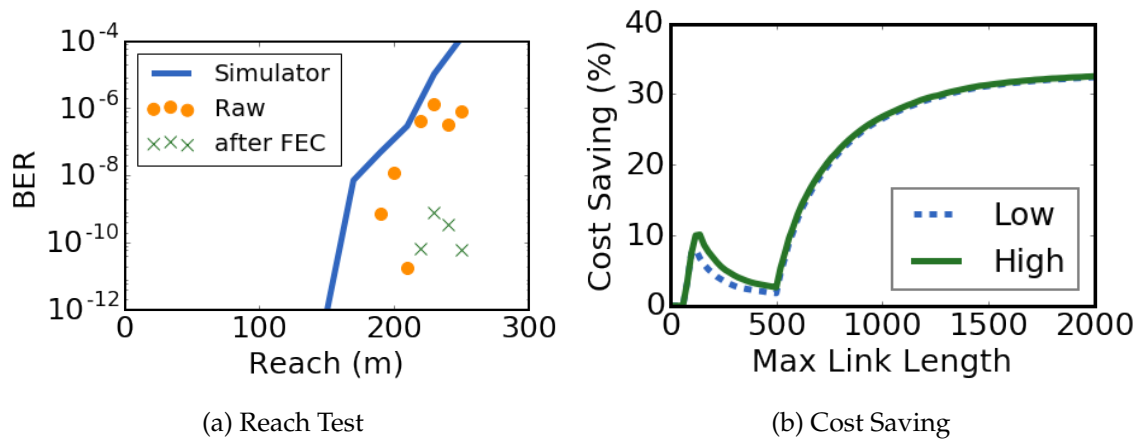 10^-4
10^-6
10^-8
10^-10
10^-12
BER
Simulator
Raw
after FEC
0
100
200
300
Reach (m)
(a) Reach Test
40
30
20
10
0
Cost Saving (%)
Low
High
0
500
1000
1500
2000
Max Link Length
(b) Cost Saving